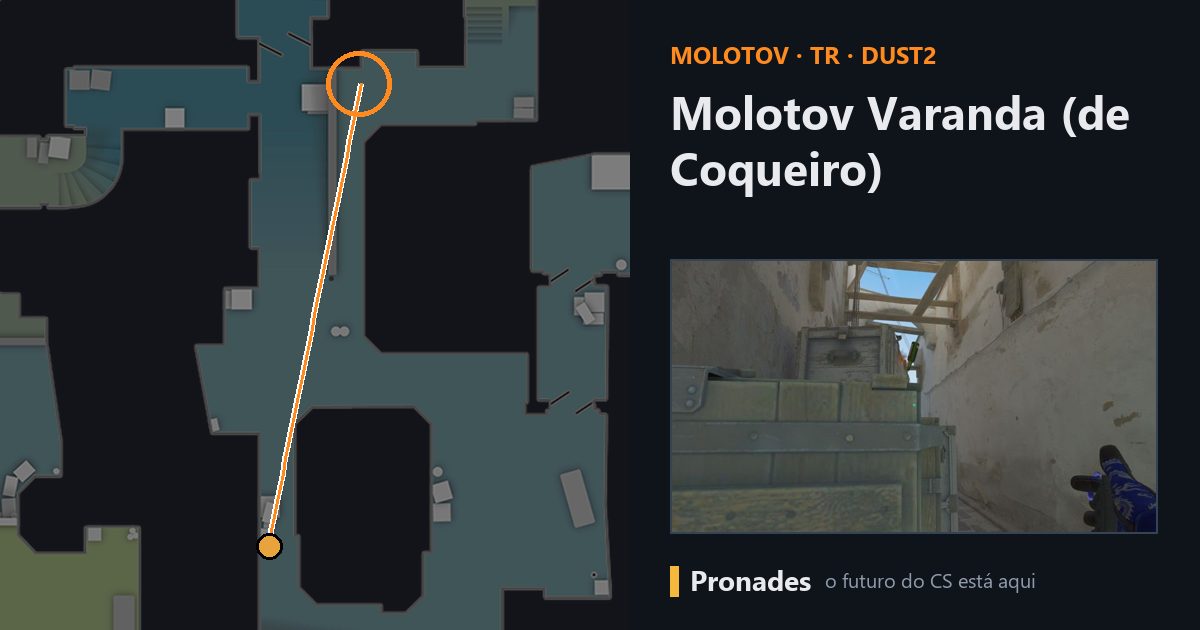 MOLOTOV · TR · DUST2
Molotov Varanda (de
Coqueiro)
Pronades o futuro do CS está aqui